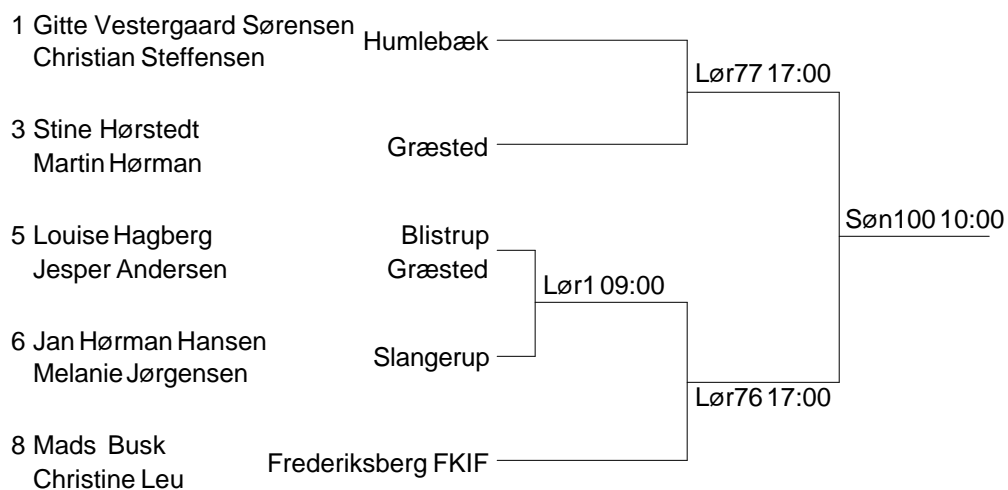 1 Gitte Vestergaard Sørensen
Christian Steffensen
Humlebæk
Lør77 17:00
3 Stine Hørstedt
Martin Hørman
Græsted
Søn100 10:00
5 Louise Hagberg
Jesper Andersen
Blistrup
Græsted
Lør1 09:00
6 Jan Hørman Hansen
Melanie Jørgensen
Slangerup
Lør76 17:00
8 Mads Busk
Christine Leu
Frederiksberg FKIF